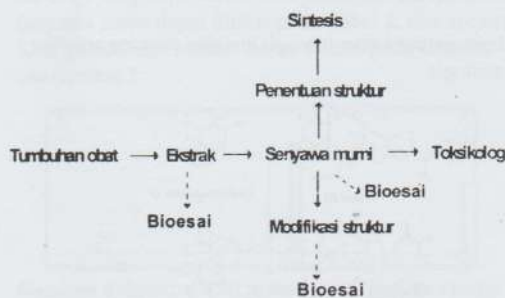 Sintesis
Penentuan struktur
Tumbuhan obat Ekstrak Senyawa murni Toksikolog
Bioesai Bioesai
Modifikasi struktur
Bioesai